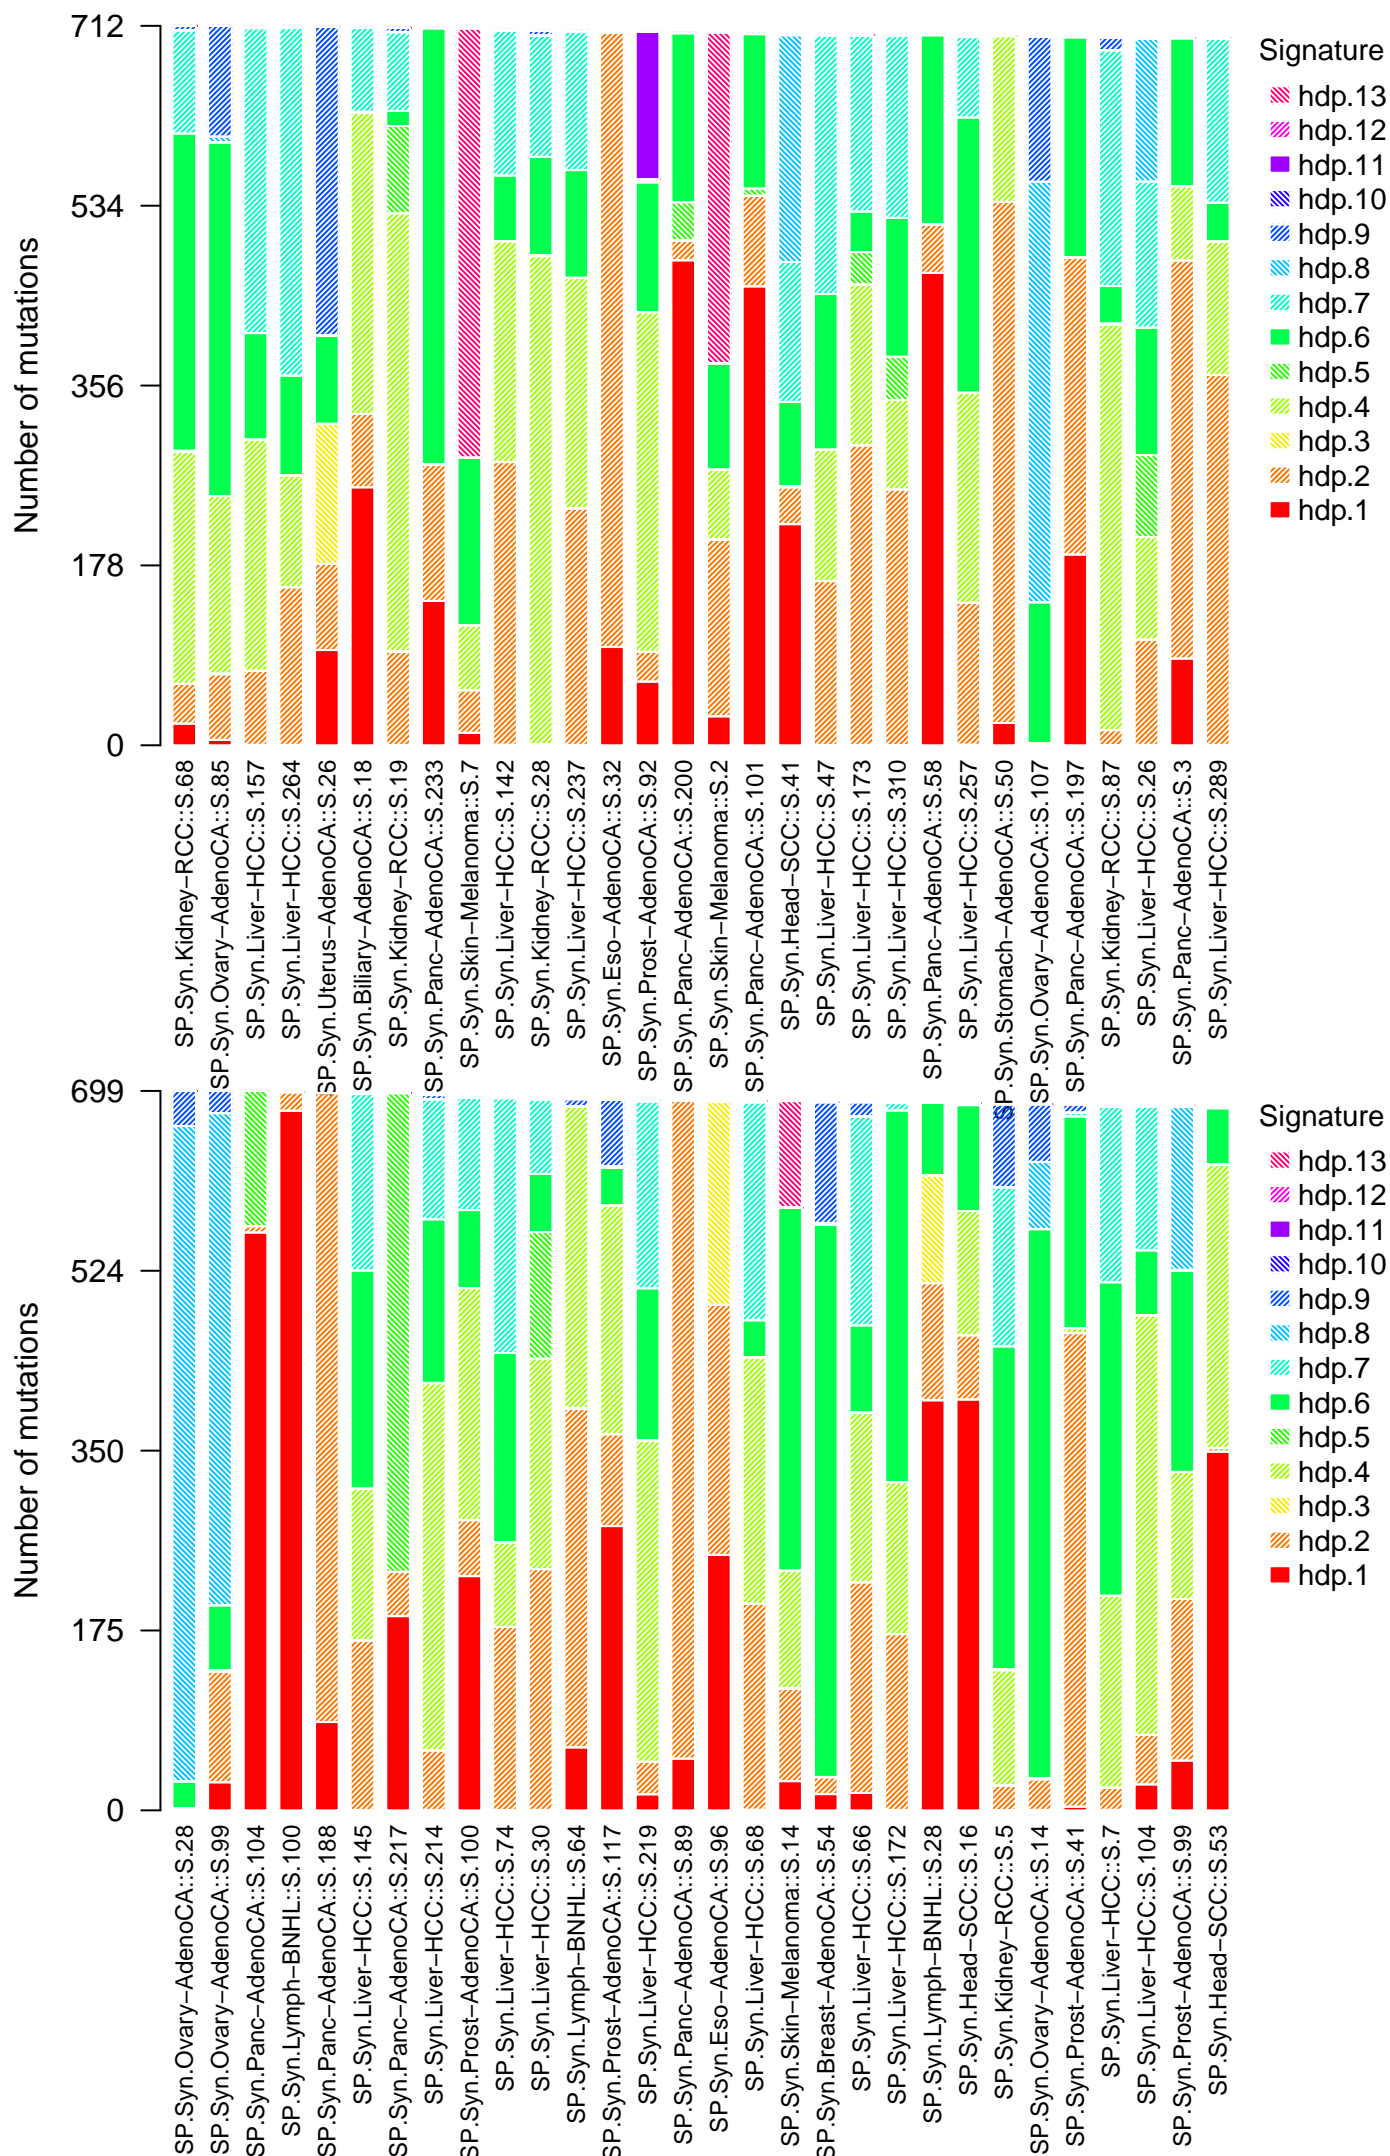 712
534
356
178
0
Number of mutations
Signature
hdp.13
hdp.12
hdp.11
hdp.10
hdp.9
hdp.8
hdp.7
hdp.6
hdp.5
hdp.4
hdp.3
hdp.2
hdp.1
SP.Syn.Kidney−RCC::S.68
SP.Syn.Ovary−AdenoCA::S.85
SP.Syn.Liver−HCC::S.157
SP.Syn.Liver−HCC::S.264
SP.Syn.Uterus−AdenoCA::S.26
SP.Syn.Biliary−AdenoCA::S.18
SP.Syn.Kidney−RCC::S.19
SP.Syn.Panc−AdenoCA::S.233
SP.Syn.Skin−Melanoma::S.7
SP.Syn.Liver−HCC::S.142
SP.Syn.Kidney−RCC::S.28
SP.Syn.Liver−HCC::S.237
SP.Syn.Eso−AdenoCA::S.32
SP.Syn.Prost−AdenoCA::S.92
SP.Syn.Panc−AdenoCA::S.200
SP.Syn.Skin−Melanoma::S.2
SP.Syn.Panc−AdenoCA::S.101
SP.Syn.Head−SCC::S.41
SP.Syn.Liver−HCC::S.47
SP.Syn.Liver−HCC::S.173
SP.Syn.Liver−HCC::S.310
SP.Syn.Panc−AdenoCA::S.58
SP.Syn.Liver−HCC::S.257
SP.Syn.Stomach−AdenoCA::S.50
SP.Syn.Ovary−AdenoCA::S.107
SP.Syn.Panc−AdenoCA::S.197
SP.Syn.Kidney−RCC::S.87
SP.Syn.Liver−HCC::S.26
SP.Syn.Panc−AdenoCA::S.3
SP.Syn.Liver−HCC::S.289
699
524
350
175
0
Number of mutations
Signature
hdp.13
hdp.12
hdp.11
hdp.10
hdp.9
hdp.8
hdp.7
hdp.6
hdp.5
hdp.4
hdp.3
hdp.2
hdp.1
SP.Syn.Ovary−AdenoCA::S.28
SP.Syn.Ovary−AdenoCA::S.99
SP.Syn.Panc−AdenoCA::S.104
SP.Syn.Lymph−BNHL::S.100
SP.Syn.Panc−AdenoCA::S.188
SP.Syn.Liver−HCC::S.145
SP.Syn.Panc−AdenoCA::S.217
SP.Syn.Liver−HCC::S.214
SP.Syn.Prost−AdenoCA::S.100
SP.Syn.Liver−HCC::S.74
SP.Syn.Liver−HCC::S.30
SP.Syn.Lymph−BNHL::S.64
SP.Syn.Prost−AdenoCA::S.117
SP.Syn.Liver−HCC::S.219
SP.Syn.Panc−AdenoCA::S.89
SP.Syn.Eso−AdenoCA::S.96
SP.Syn.Liver−HCC::S.68
SP.Syn.Skin−Melanoma::S.14
SP.Syn.Breast−AdenoCA::S.54
SP.Syn.Liver−HCC::S.66
SP.Syn.Liver−HCC::S.172
SP.Syn.Lymph−BNHL::S.28
SP.Syn.Head−SCC::S.16
SP.Syn.Kidney−RCC::S.5
SP.Syn.Ovary−AdenoCA::S.14
SP.Syn.Prost−AdenoCA::S.41
SP.Syn.Liver−HCC::S.7
SP.Syn.Liver−HCC::S.104
SP.Syn.Prost−AdenoCA::S.99
SP.Syn.Head−SCC::S.53